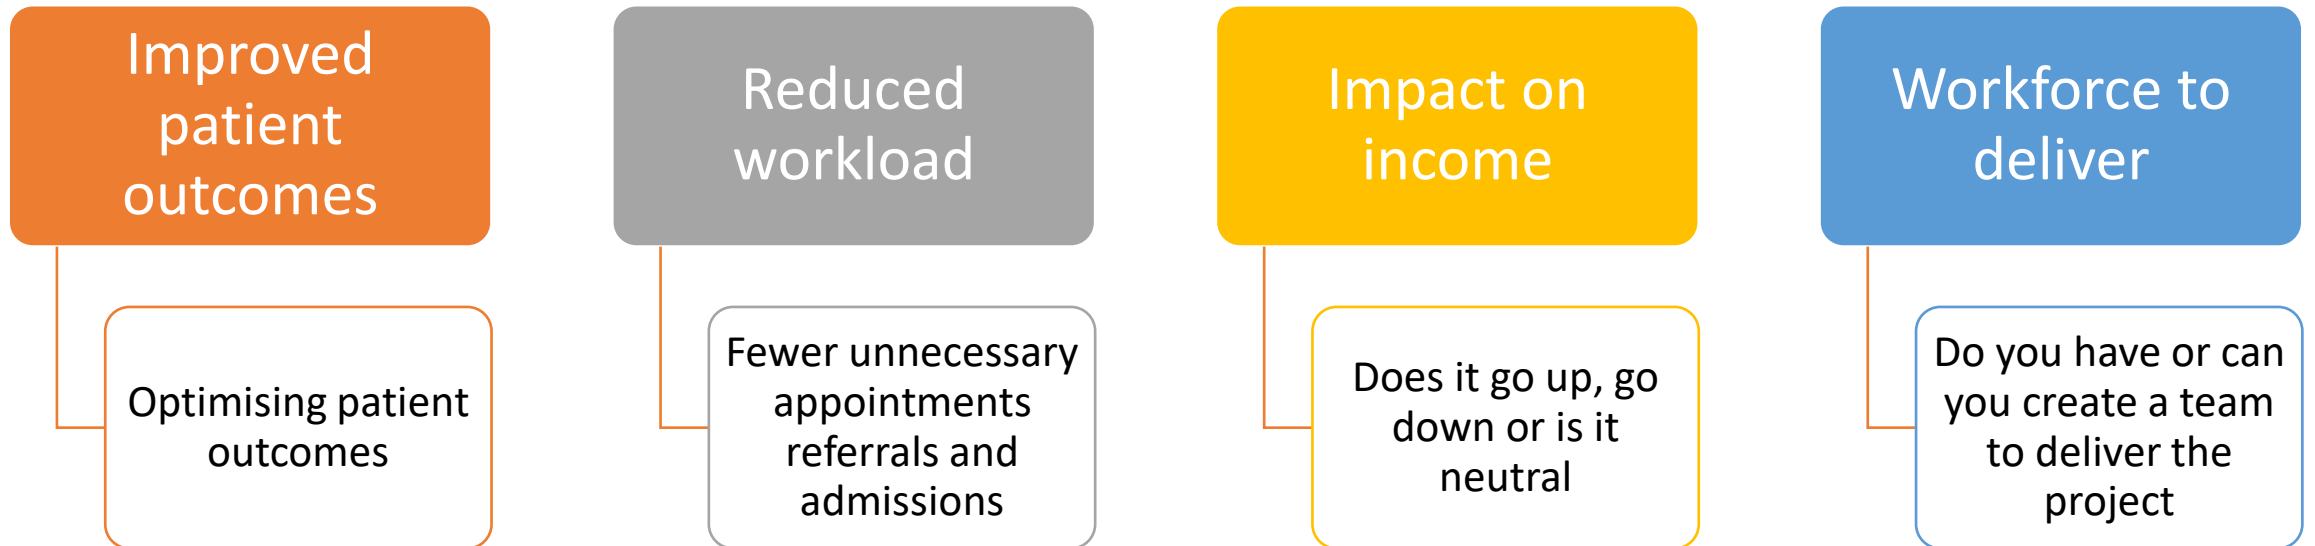 Improved
patient
outcomes
Optimising patient
outcomes
Reduced
workload
Fewer unnecessary
appointments
referrals and
admissions
Impact on
income
Does it go up, go
down or is it
neutral
Workforce to
deliver
Do you have or can
you create a team
to deliver the
project